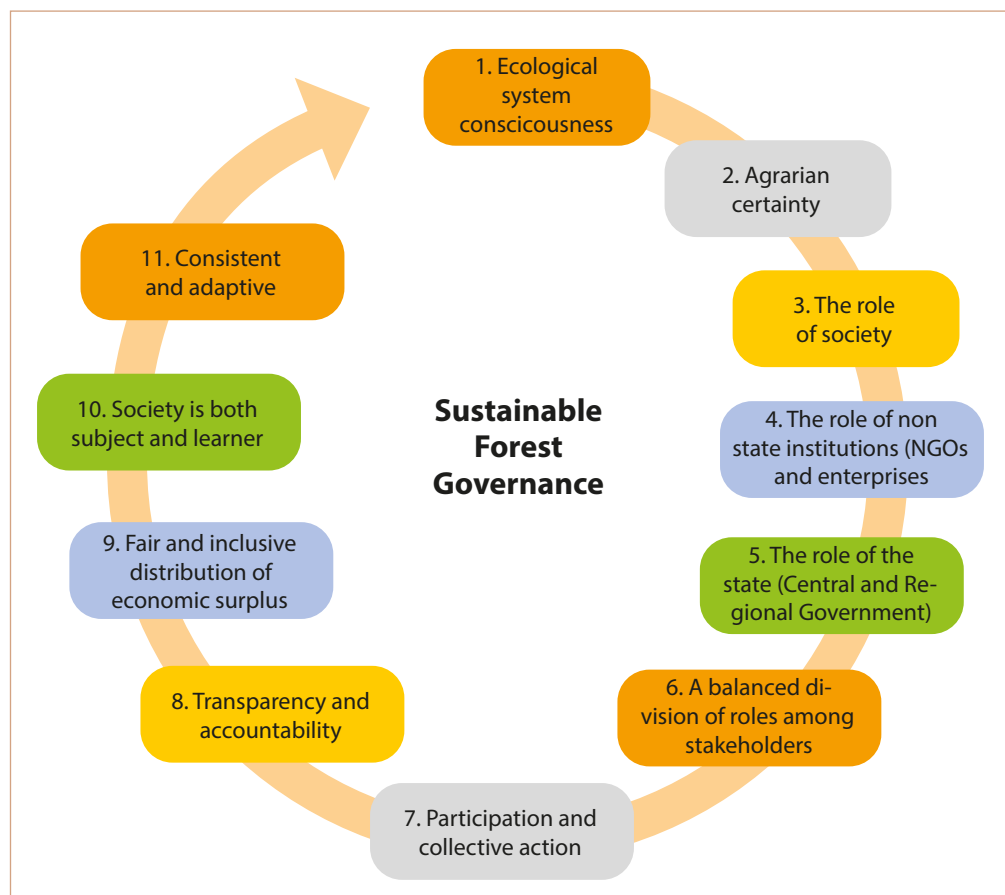 1. Ecological
system
conscicousness
2. Agrarian
certainty
3. The role
of society
4. The role of non
state institutions (NGOs
and enterprises
5. The role of the
state (Central and Re-
gional Government)
6. A balanced di-
vision of roles among
stakeholders
7. Participation and
collective action
8. Transparency and
accountability
9. Fair and inclusive
distribution of
economic surplus
10. Society is both
subject and learner
11. Consistent
and adaptive
Sustainable
Forest
Governance